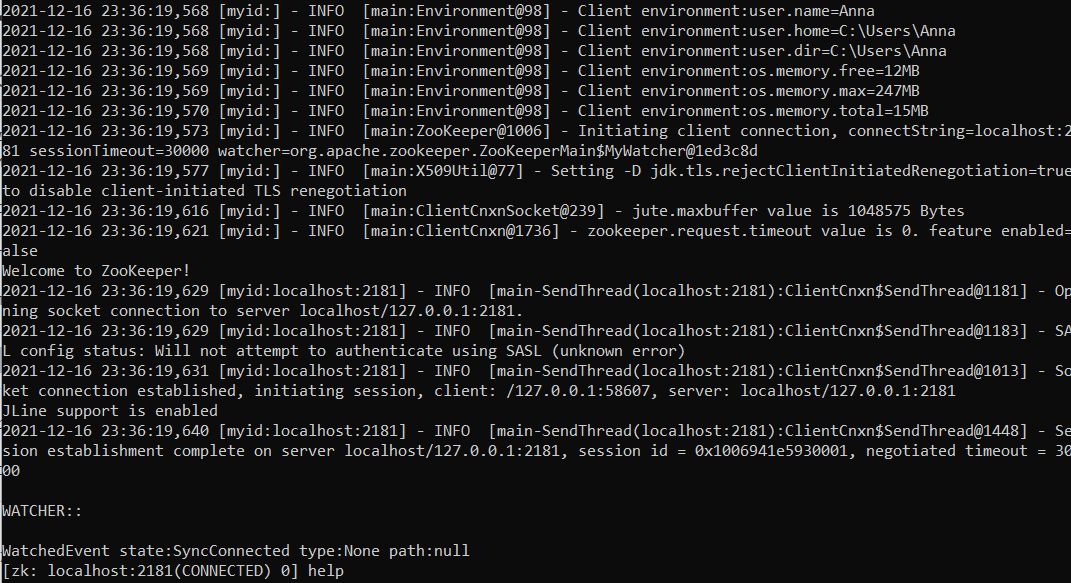 2021-12-16 23:36:19,568 [myid:] - INFO  [main:Environment@98] - Client environment:user.name=Anna
2021-12-16 23:36:19,568 [myid:] - INFO  [main:Environment@98] - Client environment:user.home=C:\Users\Anna
2021-12-16 23:36:19,568 [myid:] - INFO  [main:Environment@98] - Client environment:user.dir=C:\Users\Anna
2021-12-16 23:36:19,569 [myid:] - INFO  [main:Environment@98] - Client environment:os.memory.free=12MB
2021-12-16 23:36:19,569 [myid:] - INFO  [main:Environment@98] - Client environment:os.memory.max=247MB
2021-12-16 23:36:19,570 [myid:] - INFO  [main:Environment@98] - Client environment:os.memory.total=15MB
2021-12-16 23:36:19,573 [myid:] - INFO  [main:ZooKeeper@1006] - Initiating client connection, connectString=localhost:2
81 sessionTimeout=30000 watcher=org.apache.zookeeper.ZooKeeperMain$MyWatcher@1ed3c8d
2021-12-16 23:36:19,577 [myid:] - INFO  [main:X509Util@77] - Setting -D jdk.tls.rejectClientInitiatedRenegotiation=true
to disable client-initiated TLS renegotiation
2021-12-16 23:36:19,616 [myid:] - INFO  [main:ClientCnxnSocket@239] - jute.maxbuffer value is 1048575 Bytes
2021-12-16 23:36:19,621 [myid:] - INFO  [main:ClientCnxn@1736] - zookeeper.request.timeout value is 0. feature enabled=
alse
Welcome to ZooKeeper!
2021-12-16 23:36:19,629 [myid:localhost:2181] - INFO  [main-SendThread(localhost:2181):ClientCnxn$SendThread@1181] - Op
ning socket connection to server localhost/127.0.0.1:2181.
2021-12-16 23:36:19,629 [myid:localhost:2181] - INFO  [main-SendThread(localhost:2181):ClientCnxn$SendThread@1183] - SA
L config status: Will not attempt to authenticate using SASL (unknown error)
2021-12-16 23:36:19,631 [myid:localhost:2181] - INFO  [main-SendThread(localhost:2181):ClientCnxn$SendThread@1013] - So
ket connection established, initiating session, client: /127.0.0.1:58607, server: localhost/127.0.0.1:2181
JLine support is enabled
2021-12-16 23:36:19,640 [myid:localhost:2181] - INFO  [main-SendThread(localhost:2181):ClientCnxn$SendThread@1448] - Se
sion establishment complete on server localhost/127.0.0.1:2181, session id = 0x1006941e5930001, negotiated timeout = 30
00
WATCHER::
WatchedEvent state:SyncConnected type:None path:null
[zk: localhost:2181(CONNECTED) 0] help